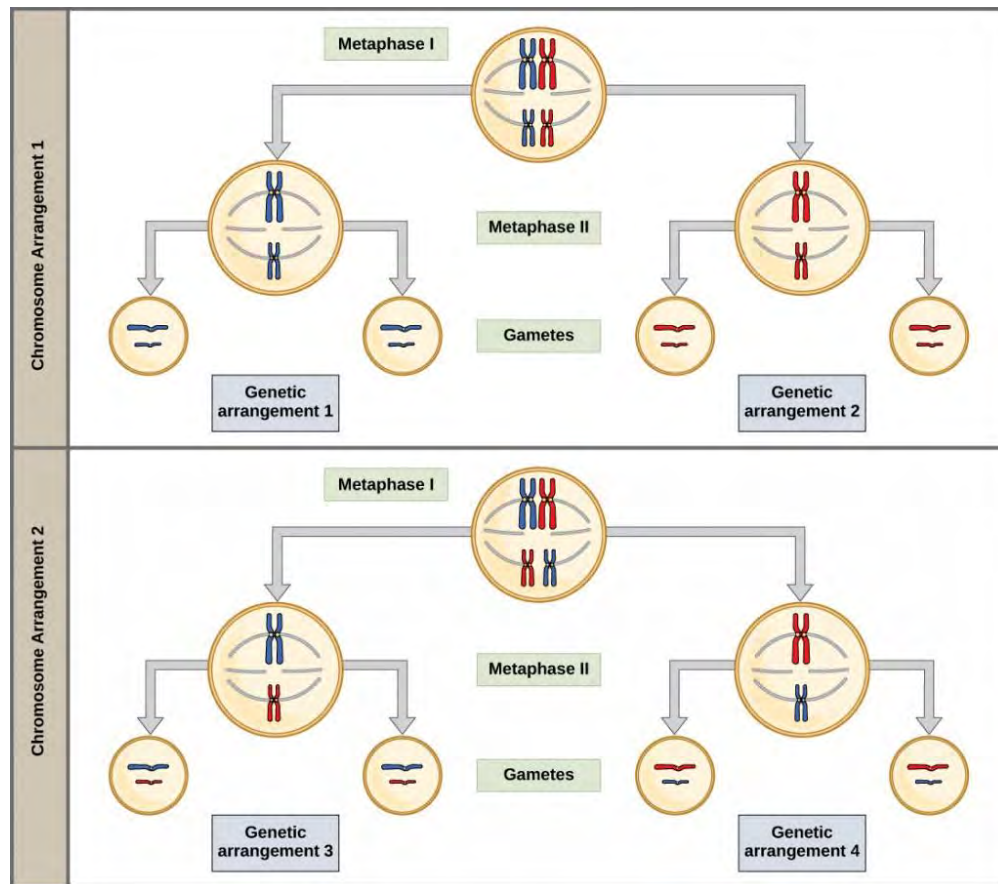 Chromosome Arrangement 1
Metaphase I
Metaphase II
Gametes
Genetic
arrangement 1
Genetic
arrangement 2
Chromosome Arrangement 2
Metaphase I
Metaphase II
Gametes
Genetic
arrangement 3
Genetic
arrangement 4